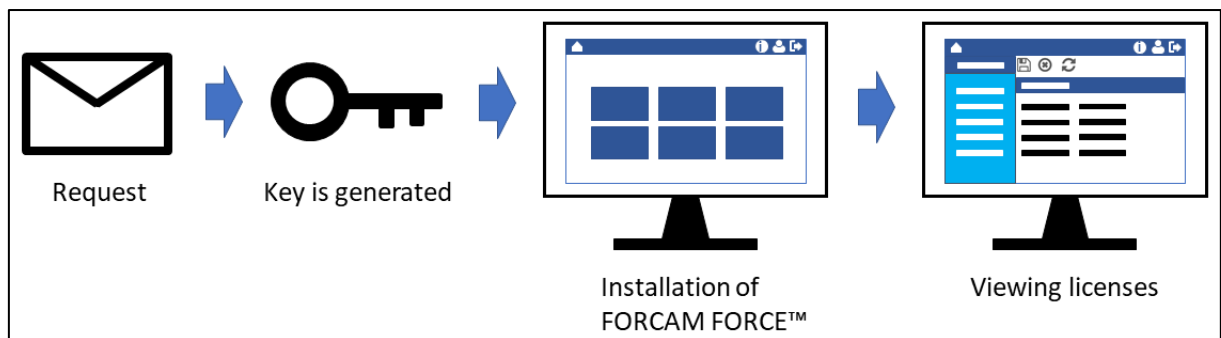 Request
Key is generated
Installation of
FORCAM FORCE™
Viewing licenses